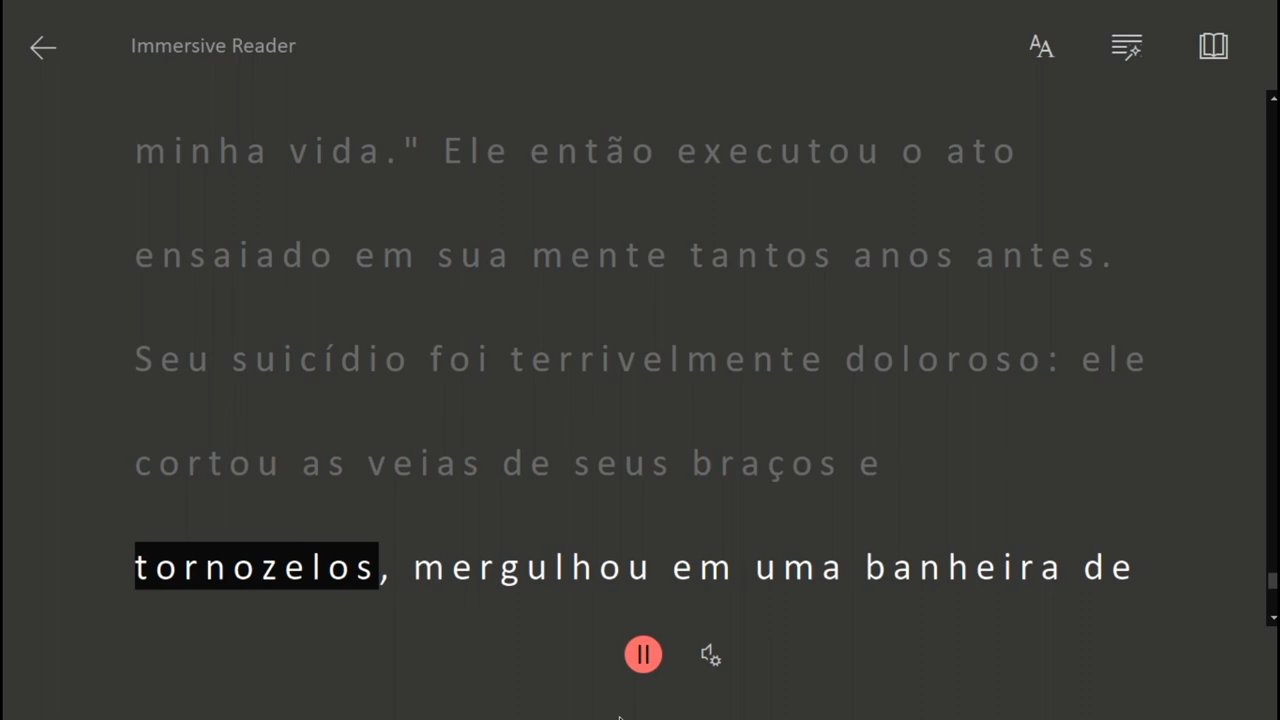 Immersive Reader
minha vida." Ele então executou o ato
ensaiado em sua mente tantos anos antes.
Seu suicídio foi terrivelmente doloroso: ele
cortou as veias de seus braços e
tornozelos, mergulhou em uma banheira de